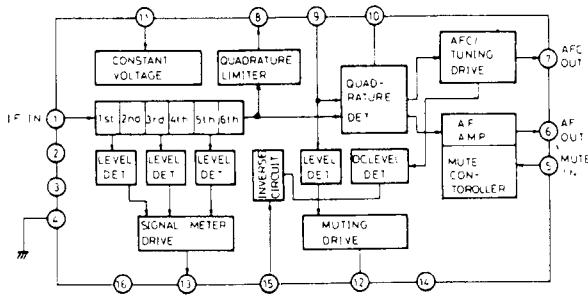 11
8
9
10
CONSTANT
VOLTAGE
QUADRATURE
LIMITER
QUAD-
RATURE
DET
AFC/
TUNING
DRIVE
7
AFC
OUT
IF IN
1
1st 2nd 3rd 4th 5th 6th
2
3
4
LEVEL
DET
LEVEL
DET
LEVEL
DET
INVERSE
CIRCUIT
LEVEL
DET
DC LEVEL
DET
A.F.
AMP
MUTE
CON-
TOROLLER
6
AF
OUT
5
MUTE
IN
SIGNAL METER
DRIVE
MUTING
DRIVE
16
13
15
12
14